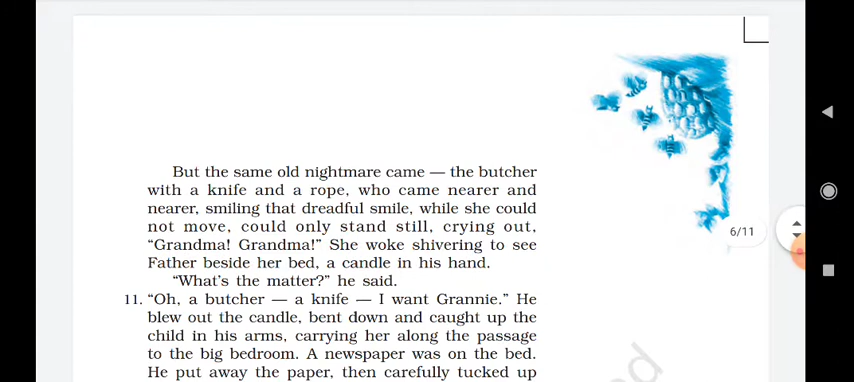 But the same old nightmare came — the butcher
with a knife and a rope, who came nearer and
nearer, smiling that dreadful smile, while she could
not move, could only stand still, crying out,
“Grandma! Grandma!” She woke shivering to see
Father beside her bed, a candle in his hand.
“What’s the matter?” he said.
11. “Oh, a butcher — a knife — I want Grannie.” He
blew out the candle, bent down and caught up the
child in his arms, carrying her along the passage
to the big bedroom. A newspaper was on the bed.
He put away the paper, then carefully tucked up
6/11